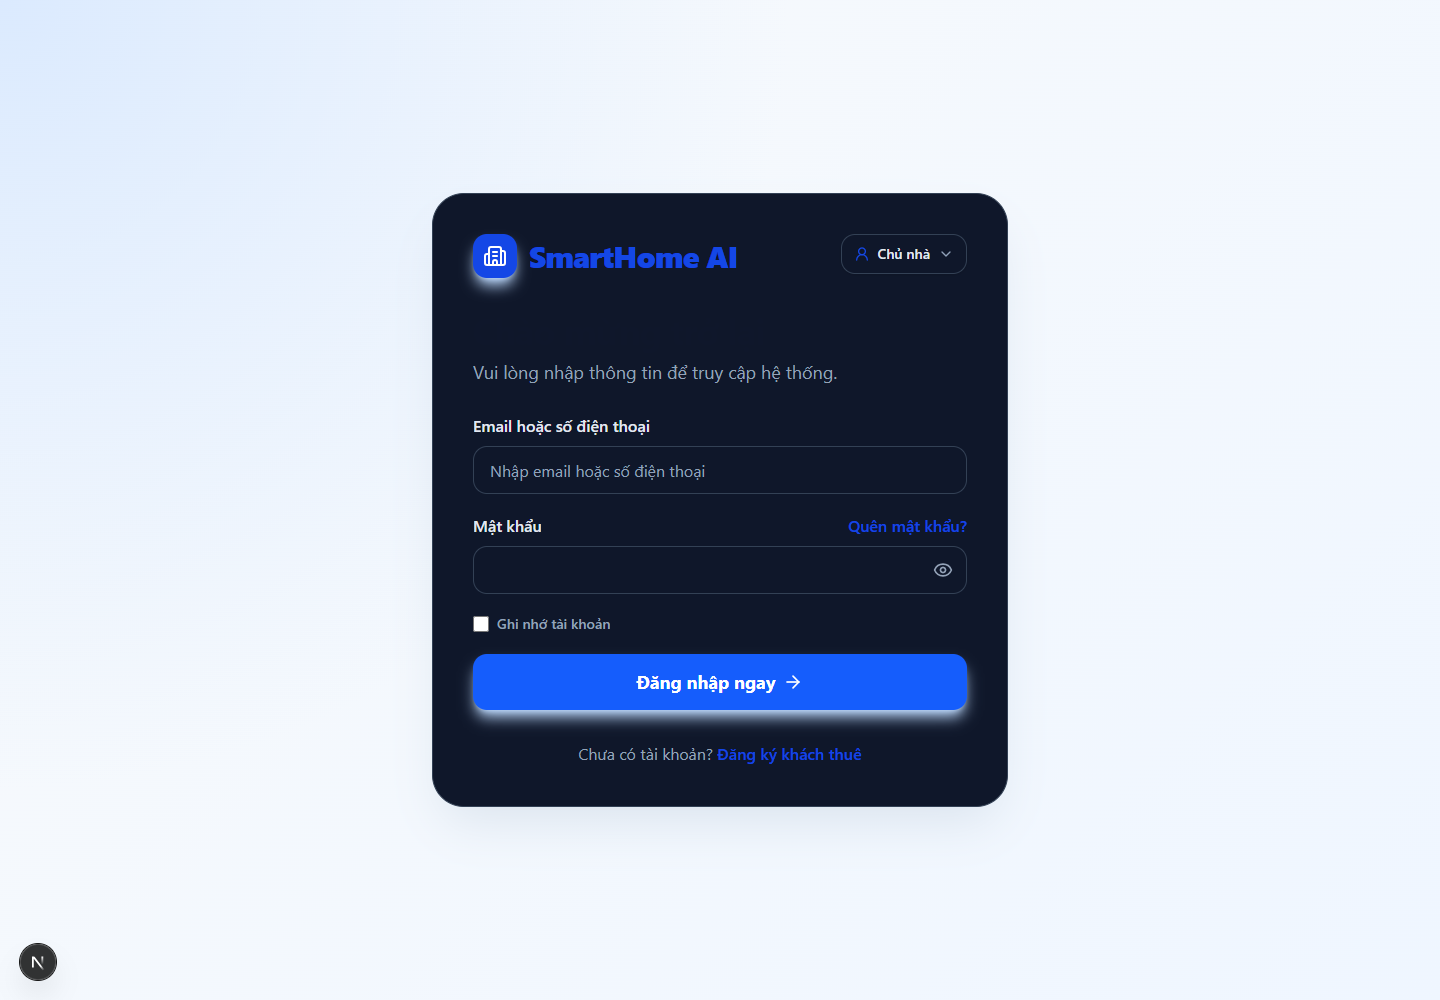 SmartHome AI
Chủ nhà
Vui lòng nhập thông tin để truy cập hệ thống.
Email hoặc số điện thoại
Nhập email hoặc số điện thoại
Mật khẩu
Quên mật khẩu?
Ghi nhớ tài khoản
Đăng nhập ngay →
Chưa có tài khoản? Đăng ký khách thuê
N